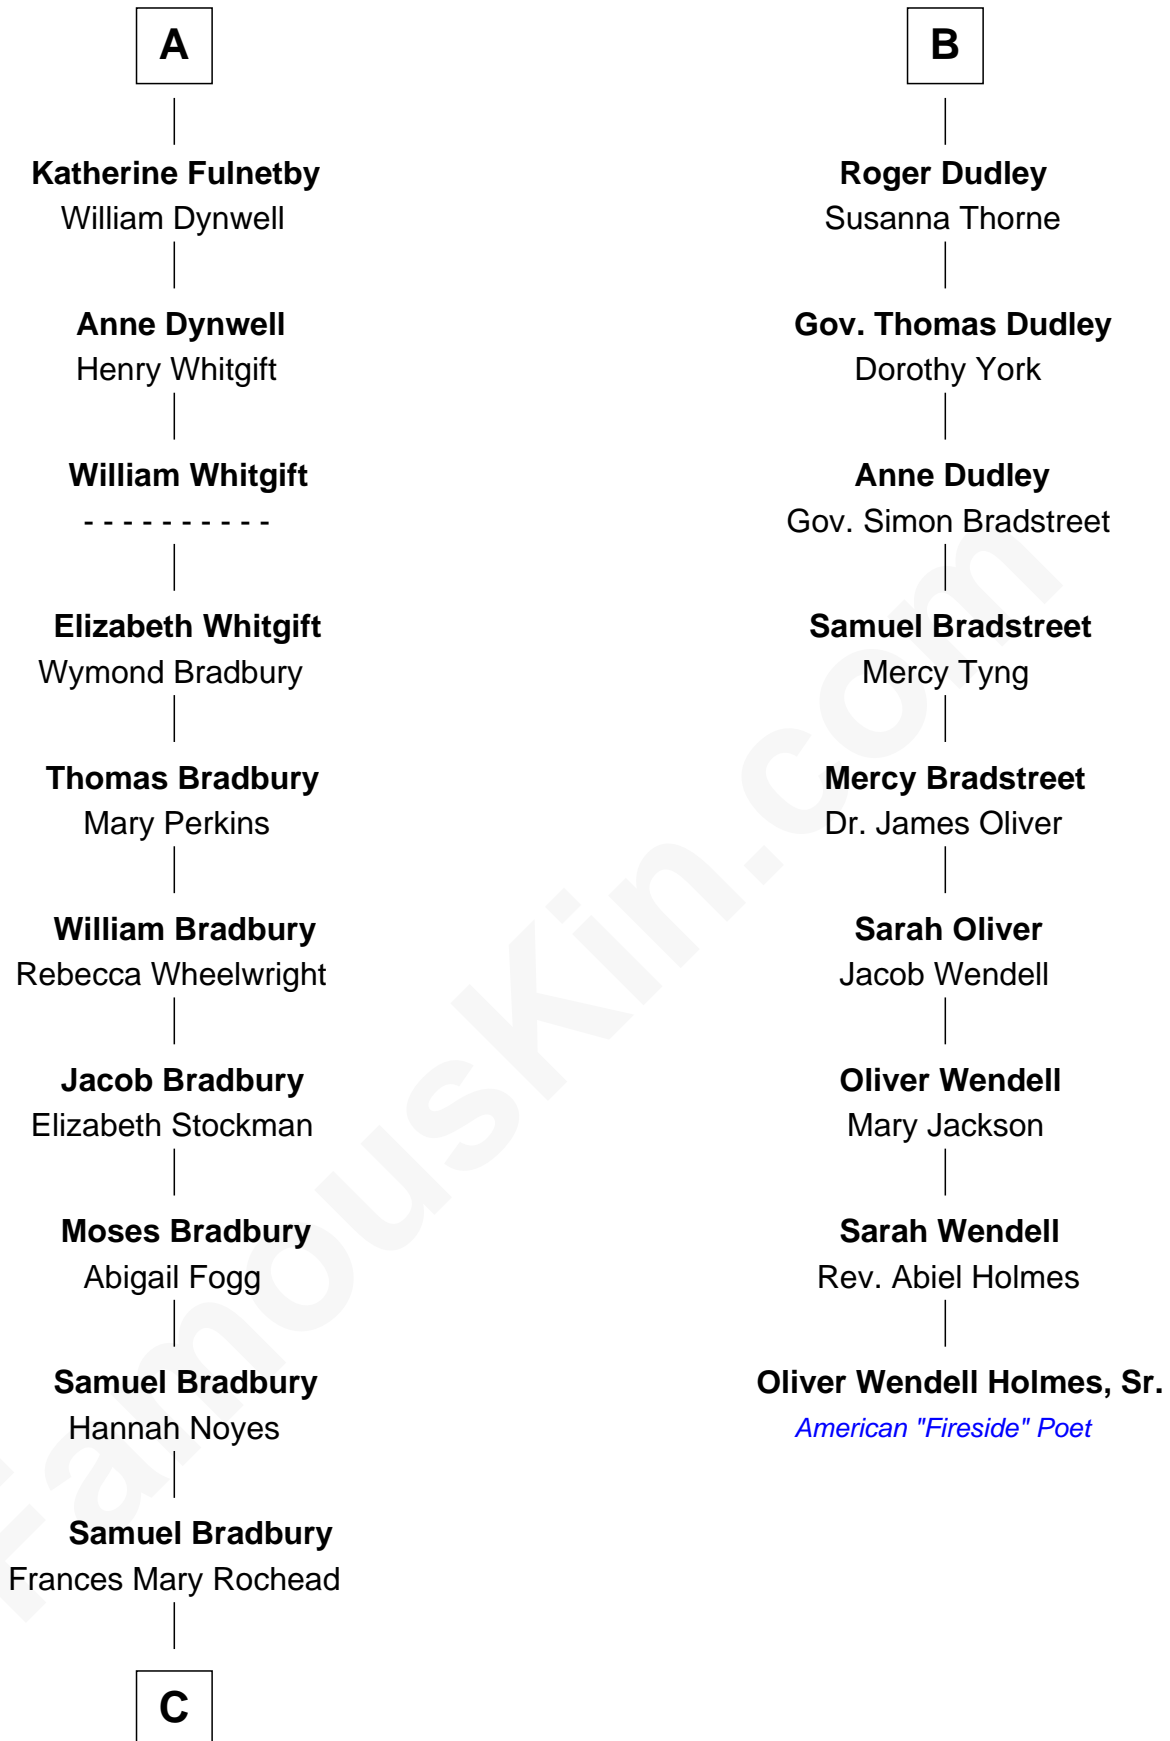 A
Katherine Fulnetby
William Dynwell
Anne Dynwell
Henry Whitgift
William Whitgift
- - - - - - - - - -
Elizabeth Whitgift
Wymond Bradbury
Thomas Bradbury
Mary Perkins
William Bradbury
Rebecca Wheelwright
Jacob Bradbury
Elizabeth Stockman
Moses Bradbury
Abigail Fogg
Samuel Bradbury
Hannah Noyes
Samuel Bradbury
Frances Mary Rochead
C
B
Roger Dudley
Susanna Thorne
Gov. Thomas Dudley
Dorothy York
Anne Dudley
Gov. Simon Bradstreet
Samuel Bradstreet
Mercy Tyng
Mercy Bradstreet
Dr. James Oliver
Sarah Oliver
Jacob Wendell
Oliver Wendell
Mary Jackson
Sarah Wendell
Rev. Abiel Holmes
Oliver Wendell Holmes, Sr.
American "Fireside" Poet
FamousKin.com